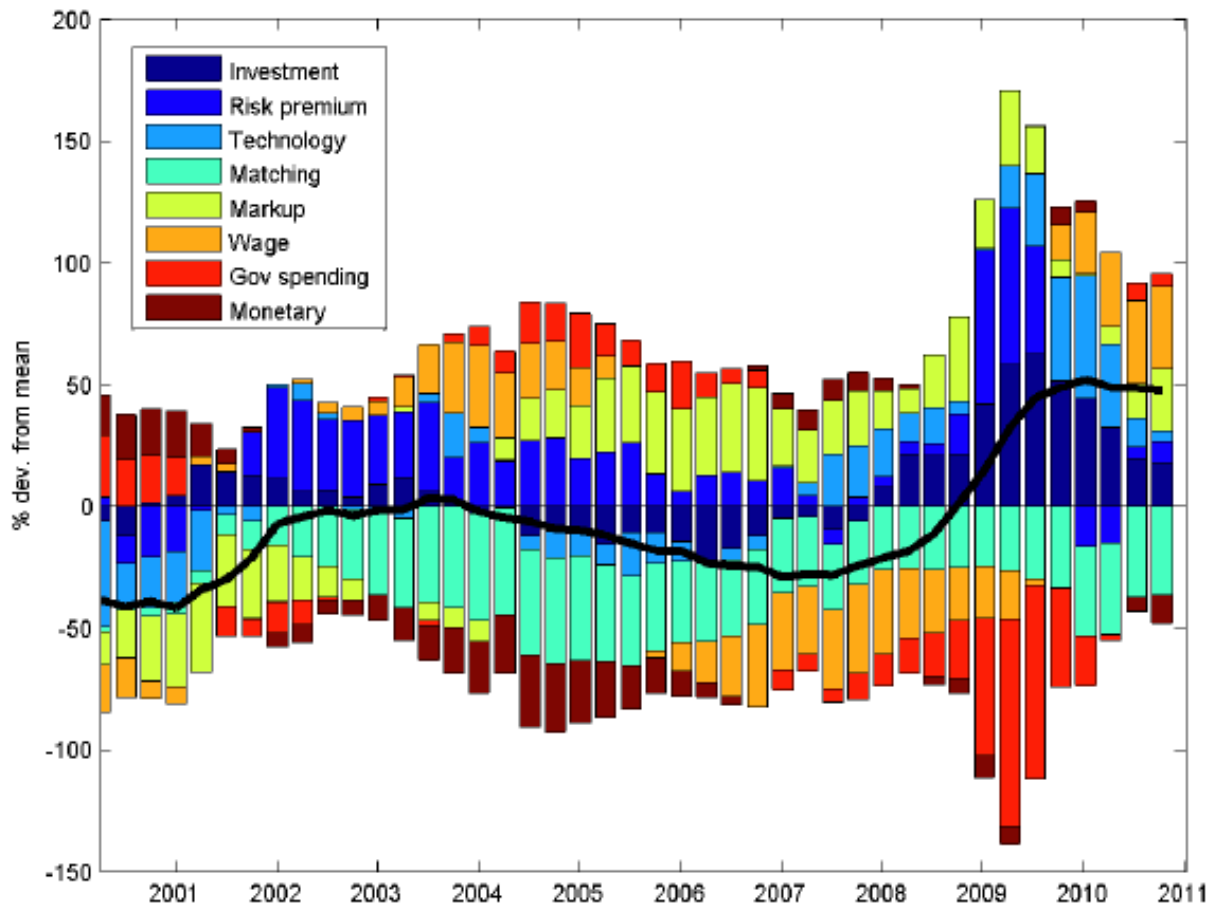 200
150
100
50
0
-50
-100
-150
% dev. from mean
Investment
Risk premium
Technology
Matching
Markup
Wage
Gov spending
Monetary
2001 2002 2003 2004 2005 2006 2007 2008 2009 2010 2011